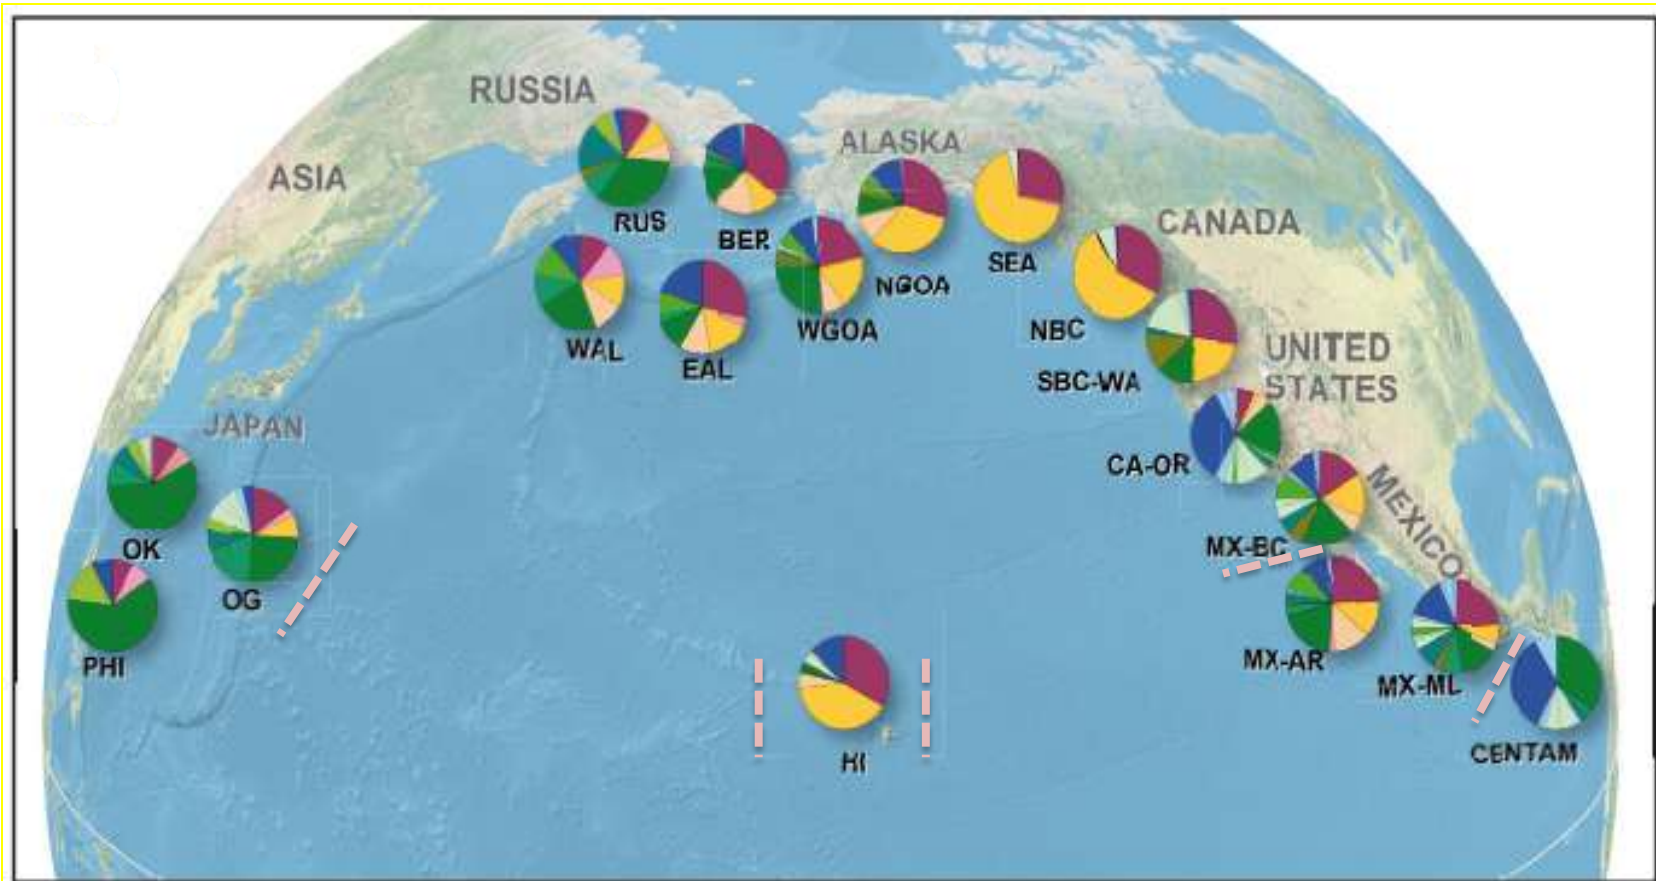 RUSSIA
ALASKA
ASIA
CANADA
RUS
BER
SEA
NGOA
WGOA
NBC
WAL
EAL
SBC-WA
UNITED
STATES
JAPAN
CA-OR
MEXICO
OK
MX-BC
OG
PHI
MX-AR
MX-ML
HI
CENTAM